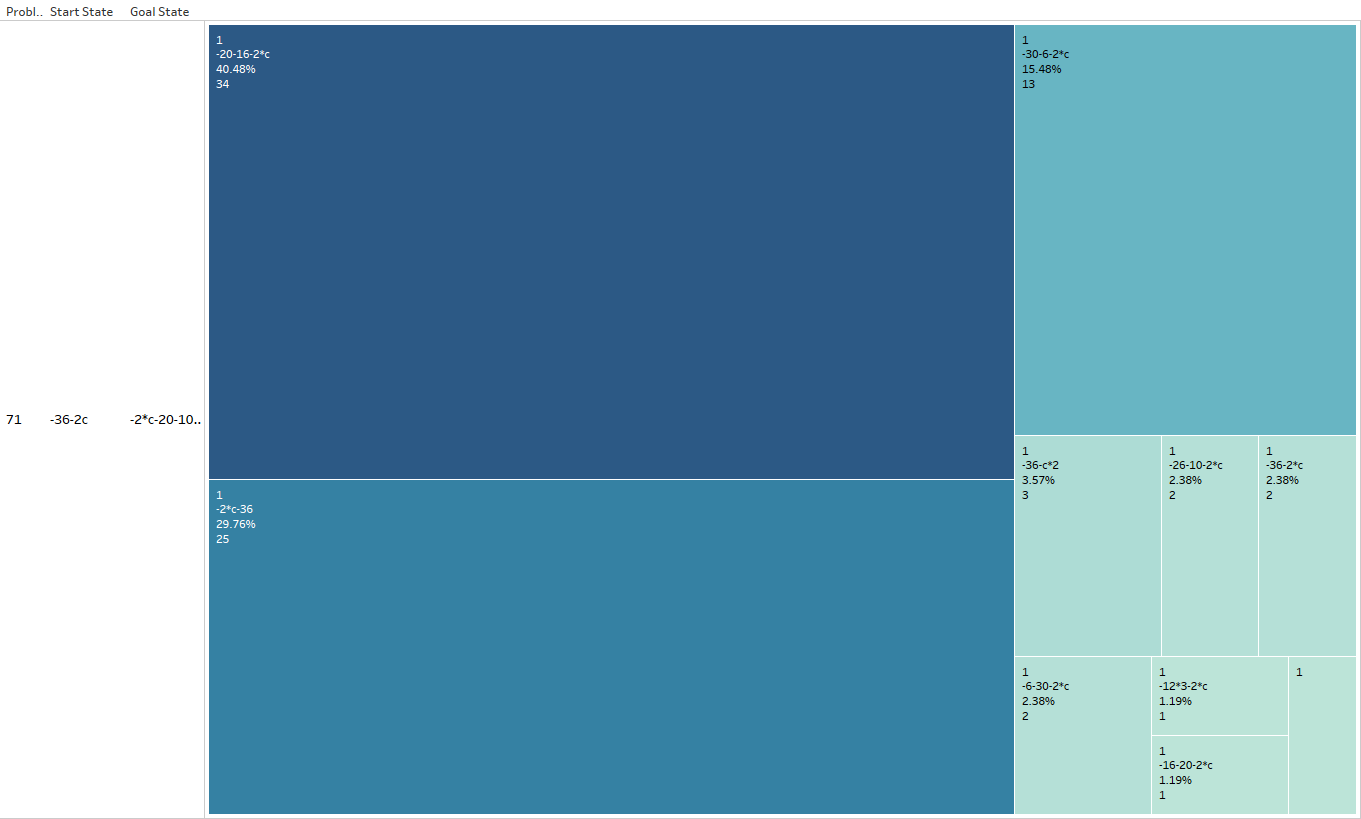 Probl.. Start State Goal State
71 -36-2c -2*c-20-10..
1
-20-16-2*c
40.48%
34
1
-2*c-36
29.76%
25
1
-30-6-2*c
15.48%
13
1
-36-c*2
3.57%
3
1
-26-10-2*c
2.38%
2
1
-36-2*c
2.38%
2
1
-6-30-2*c
2.38%
2
1
-12*3-2*c
1.19%
1
1
-16-20-2*c
1.19%
1
1